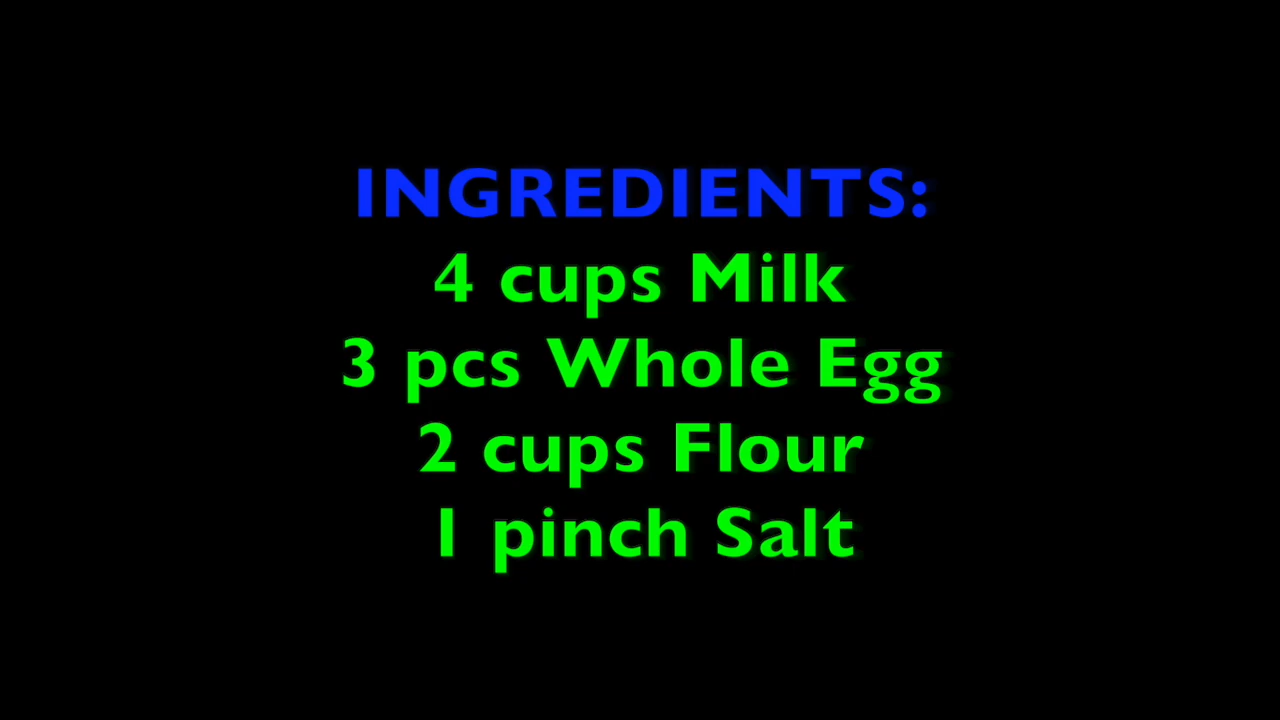 INGREDIENTS:
4 cups Milk
3 pcs Whole Egg
2 cups Flour
1 pinch Salt